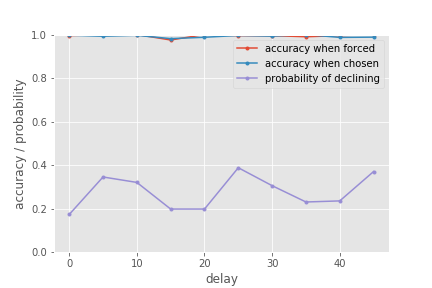 accuracy / probability
1.0
0.8
0.6
0.4
0.2
0.0
accuracy when forced
accuracy when chosen
probability of declining
0 10 20 30 40
delay